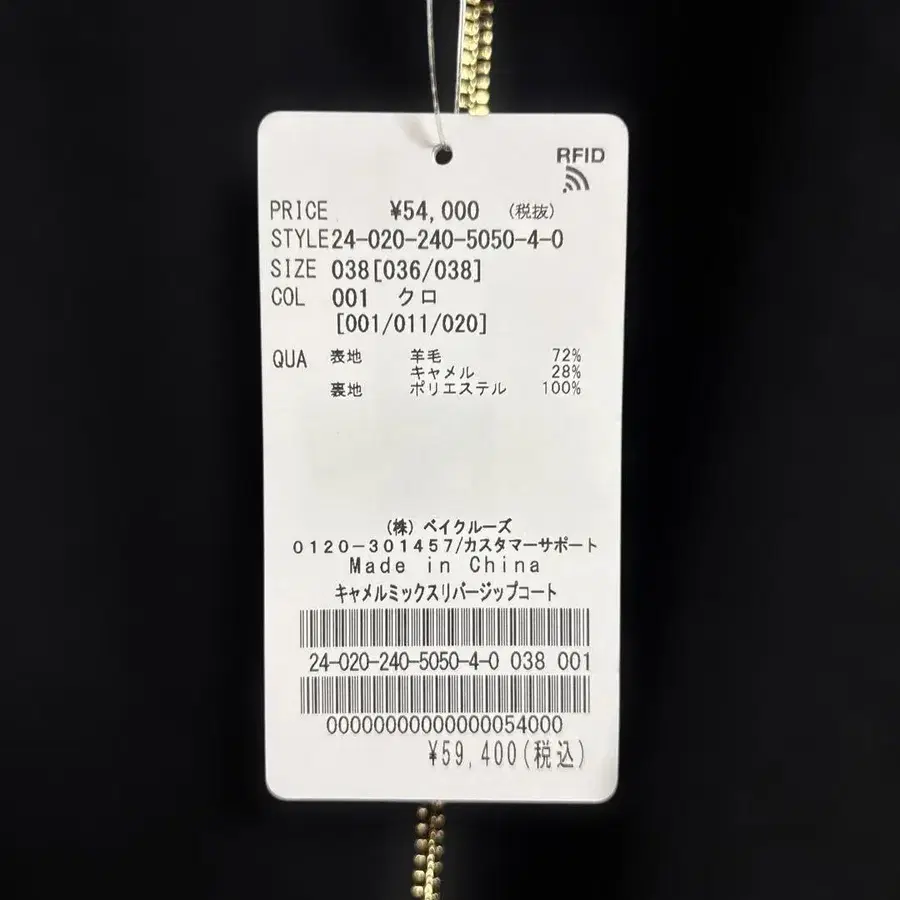 RFID
PRICE ¥54,000 (税抜)
STYLE24-020-240-5050-4-0
SIZE 038[036/038]
COL 001 クロ
[001/011/020]
QUA 表地 羊毛 72%
キャメル 28%
裏地 ポリエステル 100%
(株) ベイクルーズ
0120-301457/カスタマーサポート
Made in China
キャメルミックスリバージップコート
24-020-240-5050-4-0 038 001
00000000000000054000
¥59,400(税込)